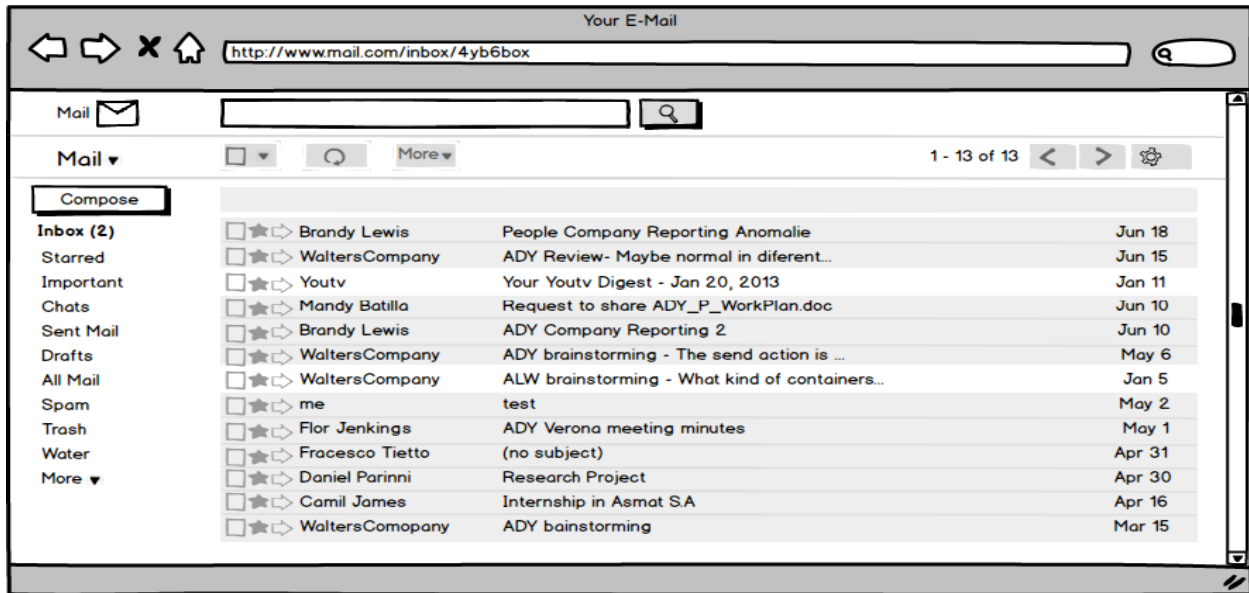 Your E-Mail
http://www.mail.com/inbox/4yb6box
Mail
Mail More 1 - 13 of 13
Compose
Inbox (2) Brandy Lewis People Company Reporting Anomalie Jun 18
Starred WaltersCompany ADY Review- Maybe normal in diferent... Jun 15
Important Youtv Your Youtv Digest - Jan 20, 2013 Jan 11
Chats Mandy Batilla Request to share ADY_P_WorkPlan.doc Jun 10
Sent Mail Brandy Lewis ADY Company Reporting 2 Jun 10
Drafts WaltersCompany ADY brainstorming - The send action is ... May 6
All Mail WaltersCompany ALW brainstorming - What kind of containers... Jan 5
Spam me test May 2
Trash Flor Jenkings ADY Verona meeting minutes May 1
Water Fracesco Tietto (no subject) Apr 31
More Daniel Parinni Research Project Apr 30
Camil James Internship in Asmat S.A Apr 16
WaltersComopany ADY bainstorming Mar 15